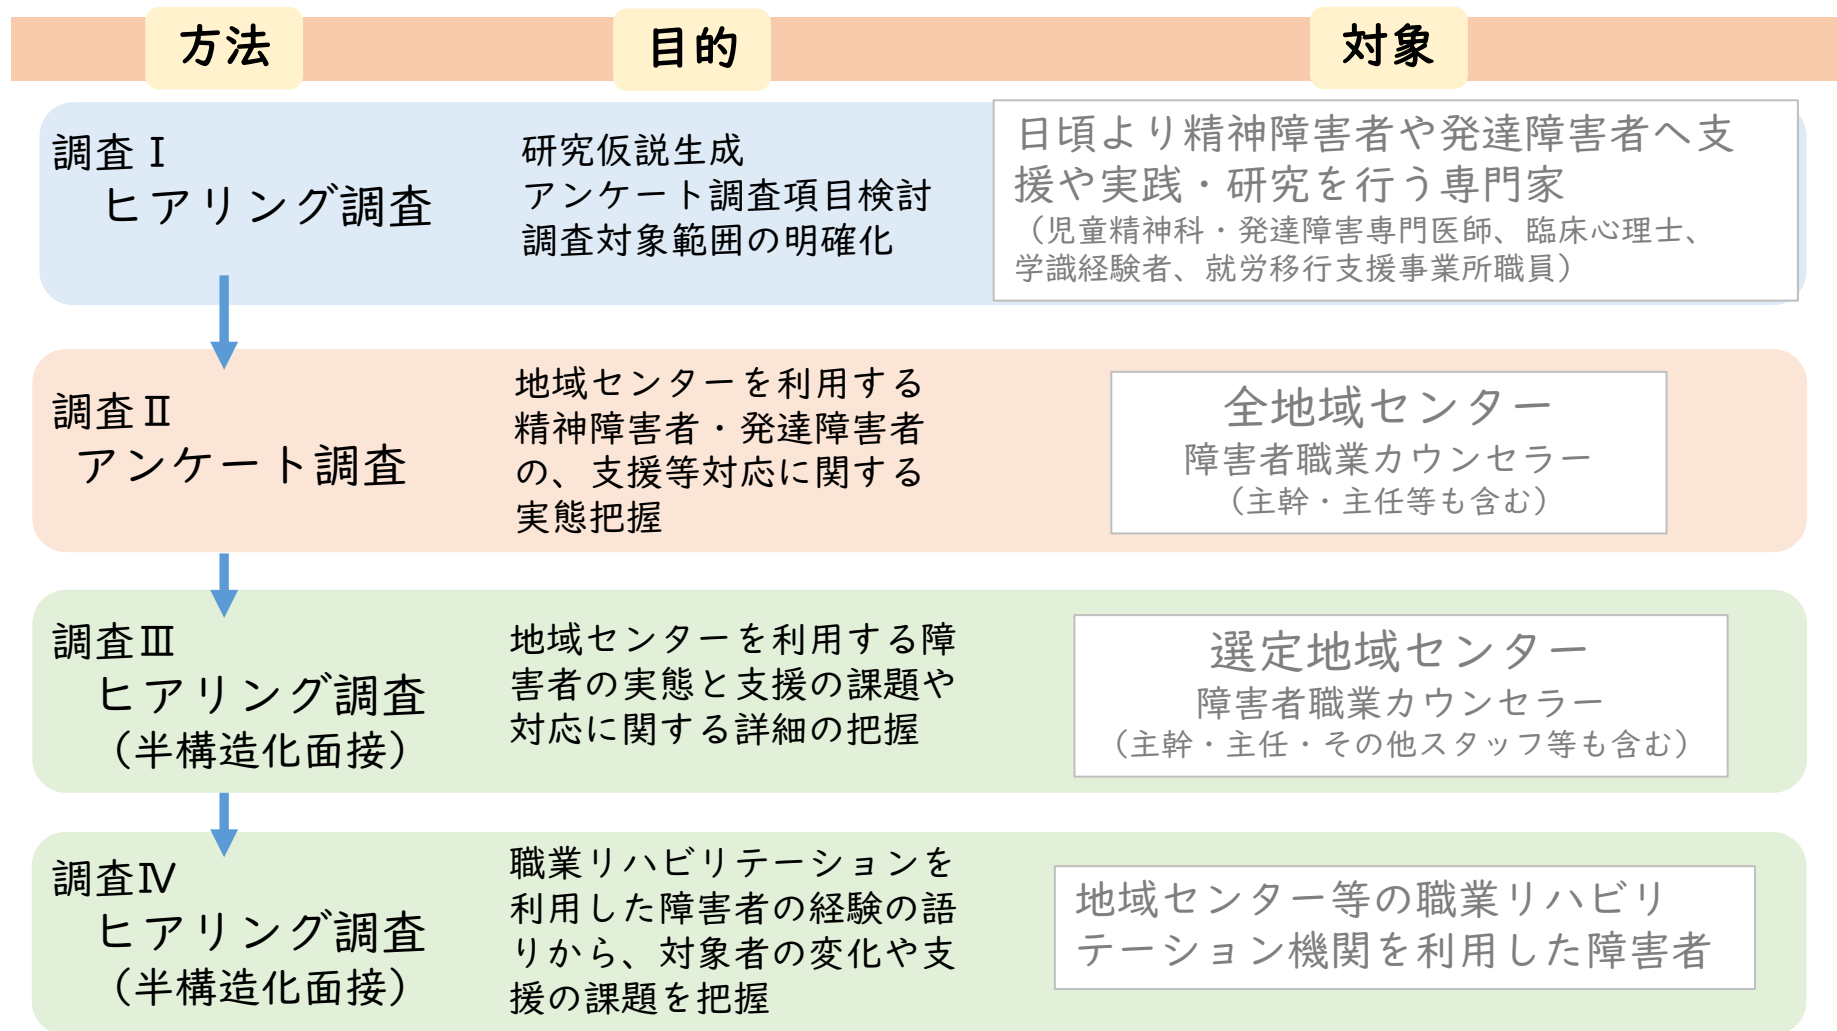 方法
目的
対象
調査Ⅰ
ヒアリング調査
研究仮説生成
アンケート調査項目検討
調査対象範囲の明確化
日頃より精神障害者や発達障害者へ支
援や実践・研究を行う専門家
（児童精神科・発達障害専門医師、臨床心理士、
学識経験者、就労移行支援事業所職員）
調査Ⅱ
アンケート調査
地域センターを利用する
精神障害者・発達障害者
の、支援等対応に関する
実態把握
全地域センター
障害者職業カウンセラー
（主幹・主任等も含む）
調査Ⅲ
ヒアリング調査
（半構造化面接）
地域センターを利用する障
害者の実態と支援の課題や
対応に関する詳細の把握
選定地域センター
障害者職業カウンセラー
（主幹・主任・その他スタッフ等も含む）
調査Ⅳ
ヒアリング調査
（半構造化面接）
職業リハビリテーションを
利用した障害者の経験の語
りから、対象者の変化や支
援の課題を把握
地域センター等の職業リハビリ
テーション機関を利用した障害者